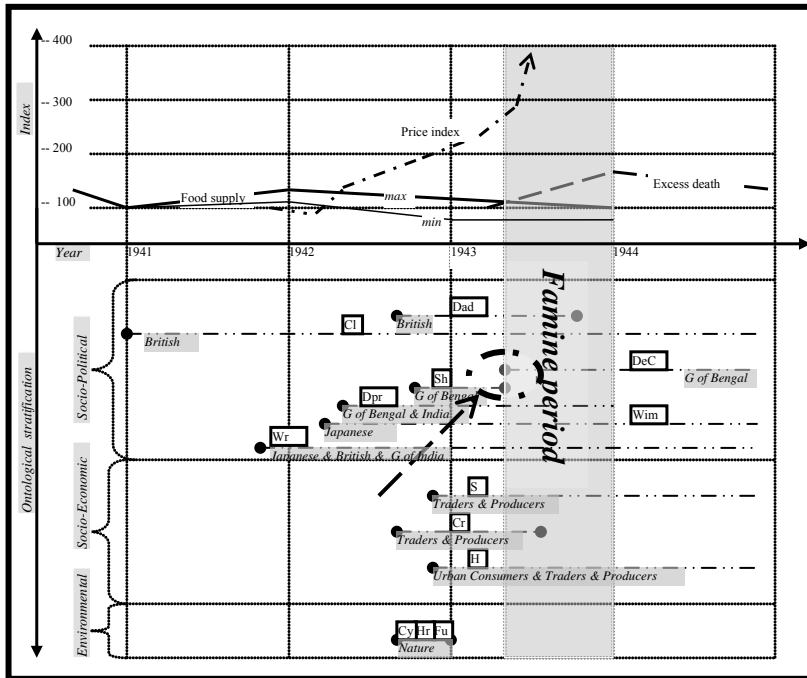 -- 400
-- 300
-- 200
-- 100
Index
Price index
Food supply
max
min
Excess death
Year
1941
1942
1943
1944
Famine period
Ontological stratification
Socio-Political
Dad
British
Cl
British
DeC
G of Bengal
Sh
G of Bengal
Dpr
G of Bengal & India
Wim
Japanese
Wr
Japanese & British & G of India
Socio-Economic
S
Traders & Producers
Cr
Traders & Producers
H
Urban Consumers & Traders & Producers
Environmental
Cy Hr Fu
Nature